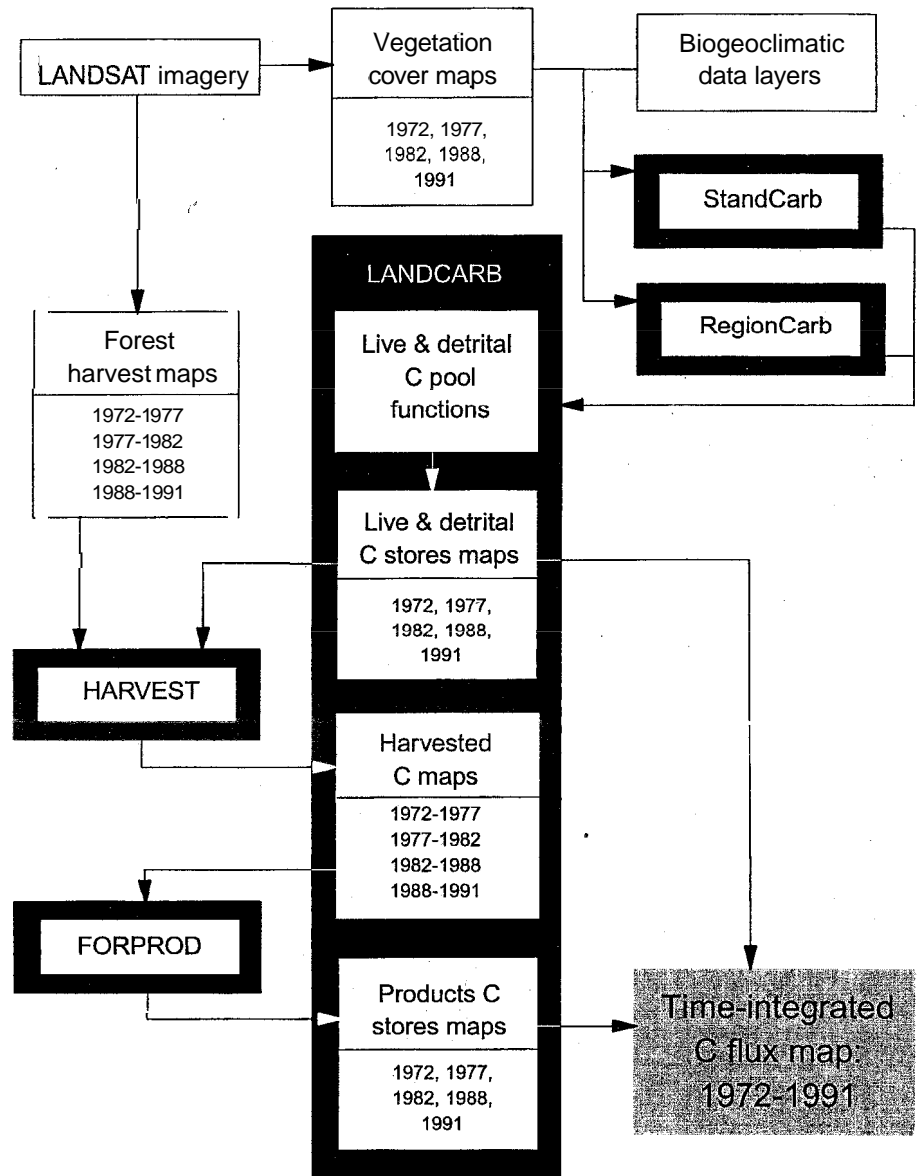 LANDSAT imagery
Vegetation
cover maps
1972, 1977,
1982, 1988,
1991
Biogeoclimatic
data layers
StandCarb
RegionCarb
LANDCARB
Live & detrital
C pool
functions
Forest
harvest maps
1972-1977
1977-1982
1982-1988
1988-1991
Live & detrital
C stores maps
1972, 1977,
1982, 1988,
1991
HARVEST
Harvested
C maps
1972-1977
1977-1982
1982-1988
1988-1991
FORPROD
Products C
stores maps
1972, 1977,
1982, 1988,
1991
Time-integrated
C flux map:
1972-1991